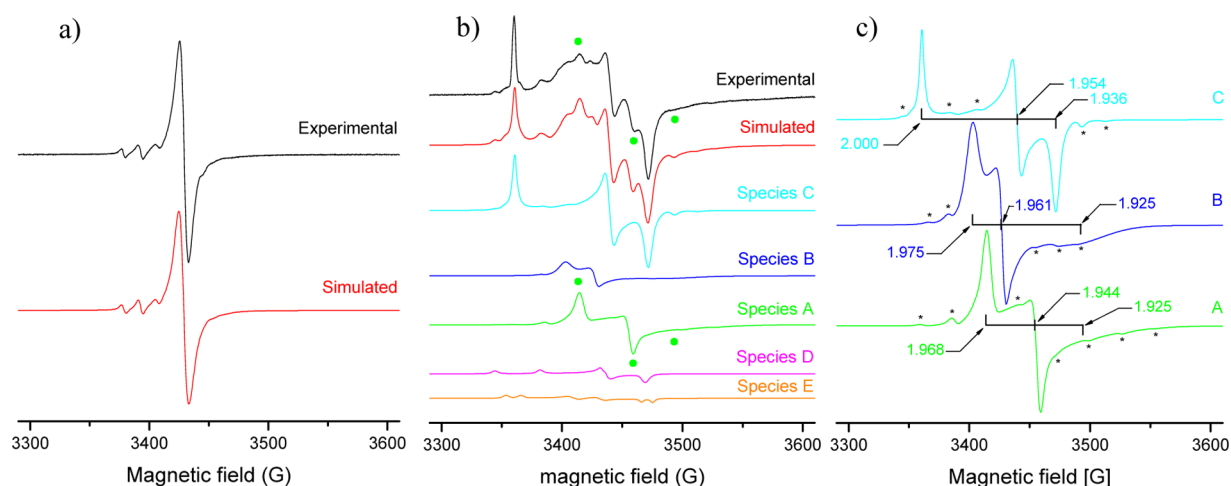 a)
Experimental
Simulated
3300 3400 3500 3600
Magnetic field (G)
b)
Experimental
Simulated
Species C
Species B
Species A
Species D
Species E
3300 3400 3500 3600
magnetic field (G)
c)
C
1.954
1.936
* * * * *
2.000
B
1.961
1.925
* * * * *
1.975
A
1.944
1.925
* * * * * * *
1.968
3300 3400 3500 3600
Magnetic field [G]